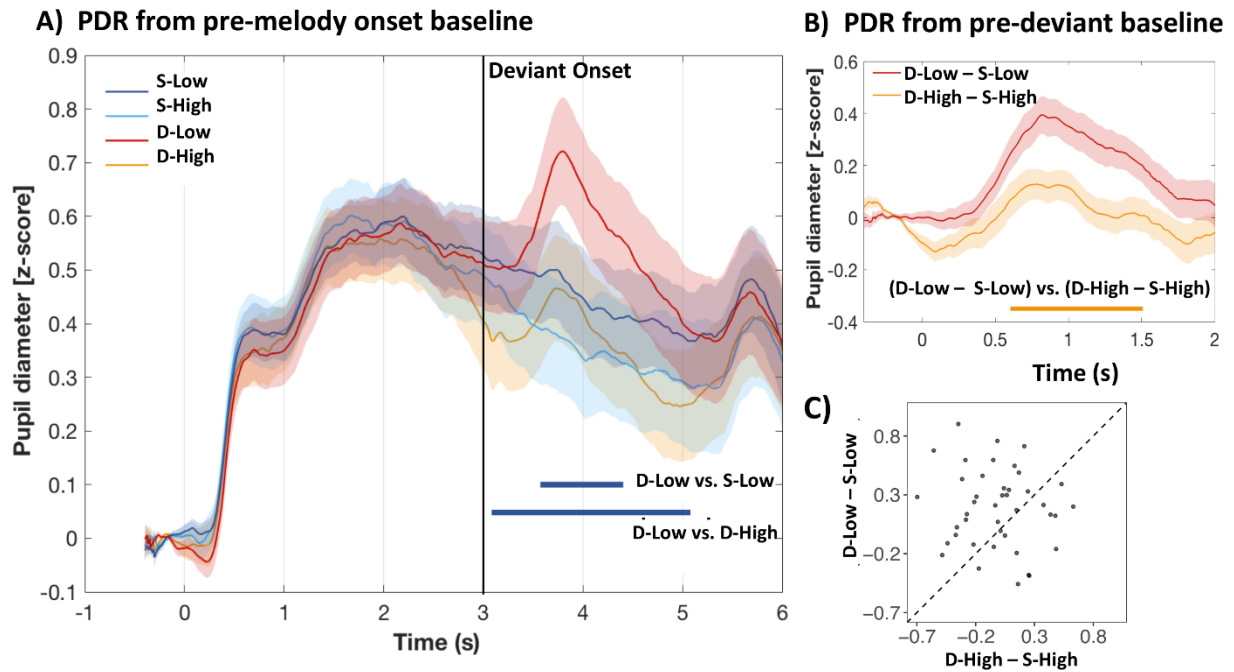 A) PDR from pre-melody onset baseline
0.9
0.8
0.7
0.6
0.5
0.4
0.3
0.2
0.1
0
-0.1
Pupil diameter [z-score]
S-Low
S-High
D-Low
D-High
Deviant Onset
D-Low vs. S-Low
D-Low vs. D-High
-1 0 1 2 3 4 5 6
Time (s)
B) PDR from pre-deviant baseline
0.6
0.4
0.2
0
-0.2
-0.4
Pupil diameter [z-score]
D-Low – S-Low
D-High – S-High
(D-Low – S-Low) vs. (D-High – S-High)
0 0.5 1 1.5 2
Time (s)
C)
0.8
0.3
−0.2
−0.7
D-Low – S-Low
−0.7 −0.2 0.3 0.8
D-High – S-High